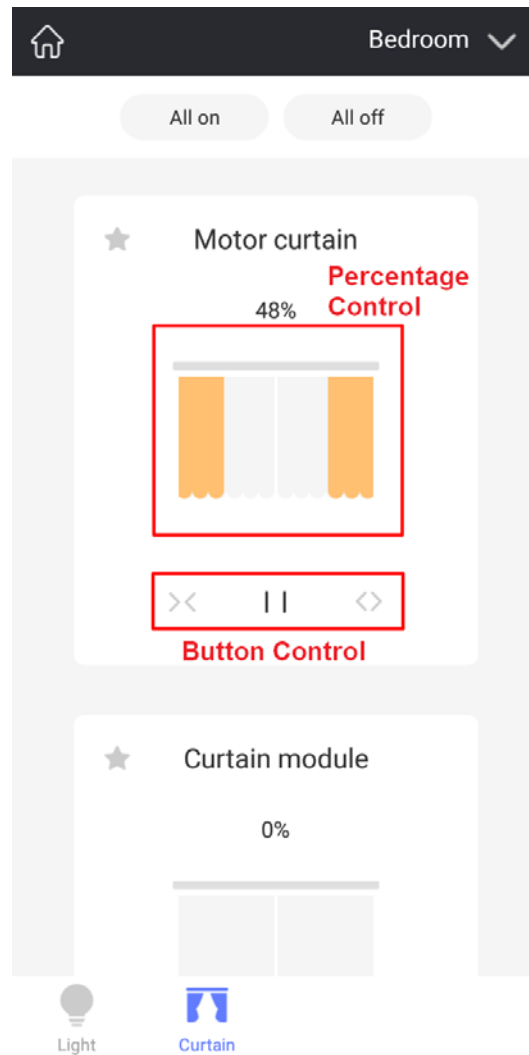 Bedroom
All on
All off
Motor curtain
Percentage
48%
Control
Button Control
Curtain module
0%
Light
Curtain